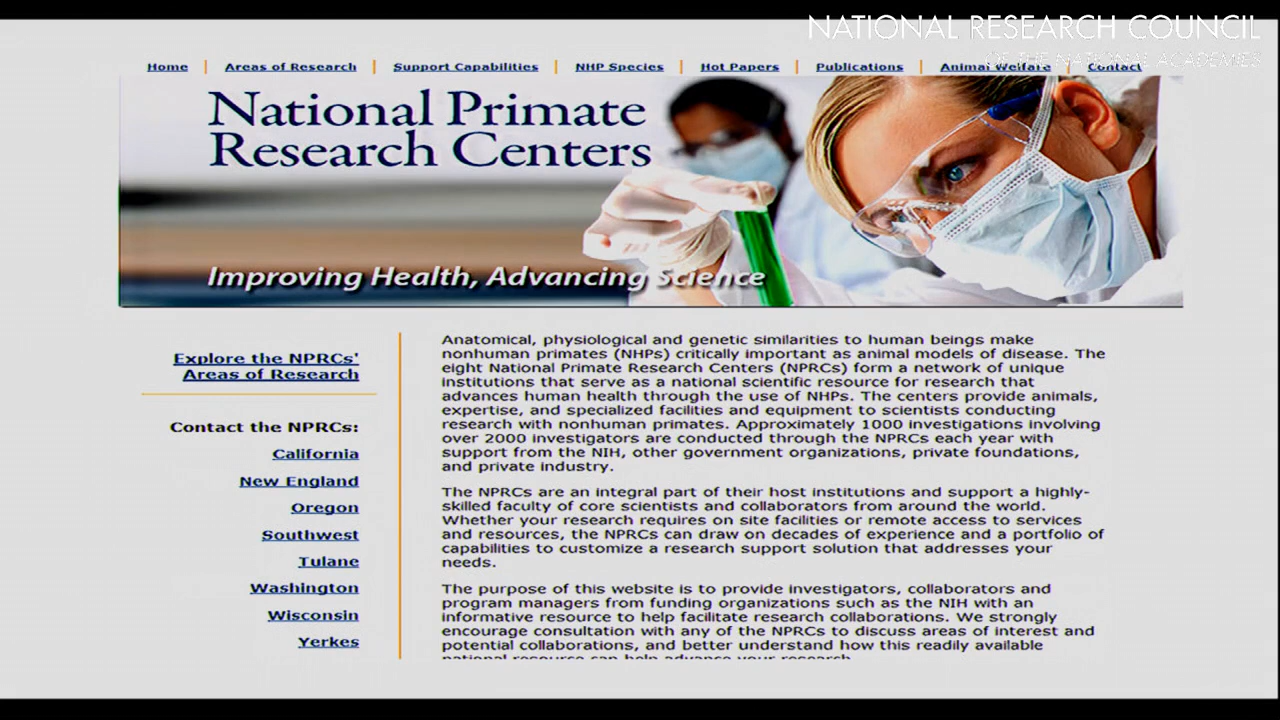 NATIONAL RESEARCH COUNCIL
OF THE NATIONAL ACADEMIES
Home | Areas of Research | Support Capabilities | NHP Species | Hot Papers | Publications | Animal Welfare | Contact
National Primate
Research Centers
Improving Health, Advancing Science
Explore the NPRCs'
Areas of Research
Contact the NPRCs:
California
New England
Oregon
Southwest
Tulane
Washington
Wisconsin
Yerkes
Anatomical, physiological and genetic similarities to human beings make
nonhuman primates (NHPs) critically important as animal models of disease. The
eight National Primate Research Centers (NPRCs) form a network of unique
institutions that serve as a national scientific resource for research that
advances human health through the use of NHPs. The centers provide animals,
expertise, and specialized facilities and equipment to scientists conducting
research with nonhuman primates. Approximately 1000 investigations involving
over 2000 investigators are conducted through the NPRCs each year with
support from the NIH, other government organizations, private foundations,
and private industry.
The NPRCs are an integral part of their host institutions and support a highly-
skilled faculty of core scientists and collaborators from around the world.
Whether your research requires on site facilities or remote access to services
and resources, the NPRCs can draw on decades of experience and a portfolio of
capabilities to customize a research support solution that addresses your
needs.
The purpose of this website is to provide investigators, collaborators and
program managers from funding organizations such as the NIH with an
informative resource to help facilitate research collaborations. We strongly
encourage consultation with any of the NPRCs to discuss areas of interest and
potential collaborations, and better understand how this readily available
national resource can help advance your research.